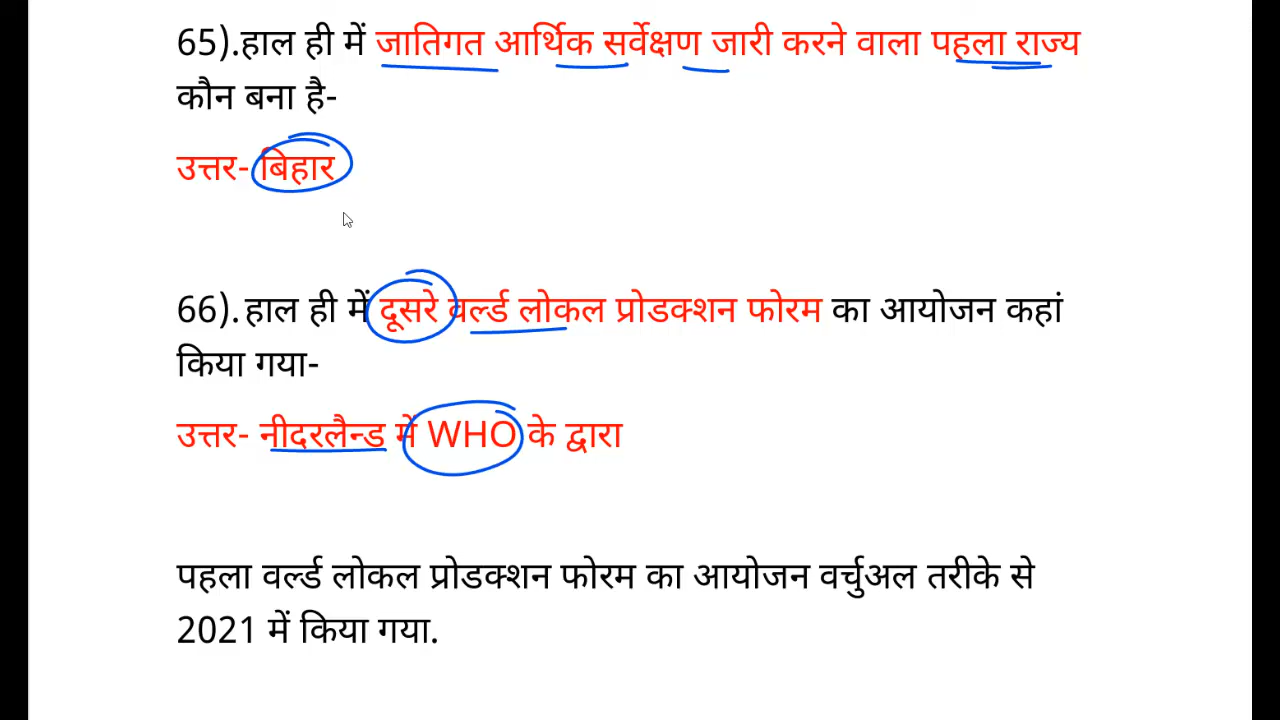 65).हाल ही में जातिगत आर्थिक सर्वेक्षण जारी करने वाला पहला राज्य
कौन बना है-
उत्तर- बिहार
66). हाल ही में दूसरे वर्ल्ड लोकल प्रोडक्शन फोरम का आयोजन कहां
किया गया-
उत्तर- नीदरलैन्ड में WHO के द्वारा
पहला वर्ल्ड लोकल प्रोडक्शन फोरम का आयोजन वर्चुअल तरीके से
2021 में किया गया.